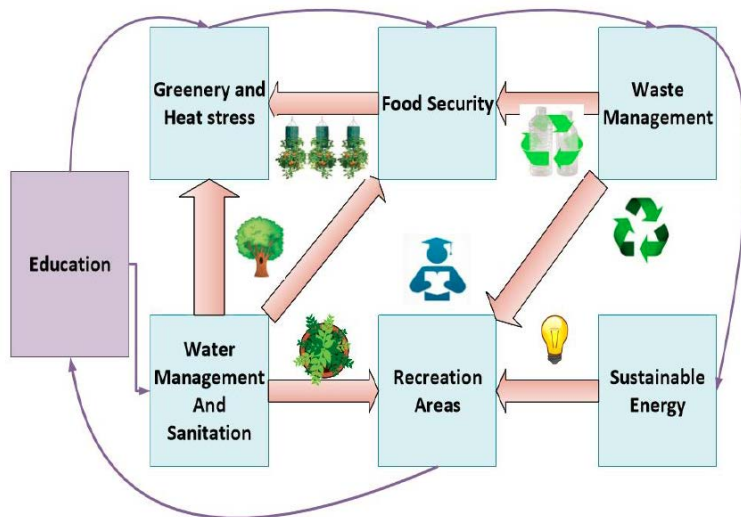 Greenery and
Heat stress
Food Security
Waste
Management
Education
Water
Management
And
Sanitation
Recreation
Areas
Sustainable
Energy